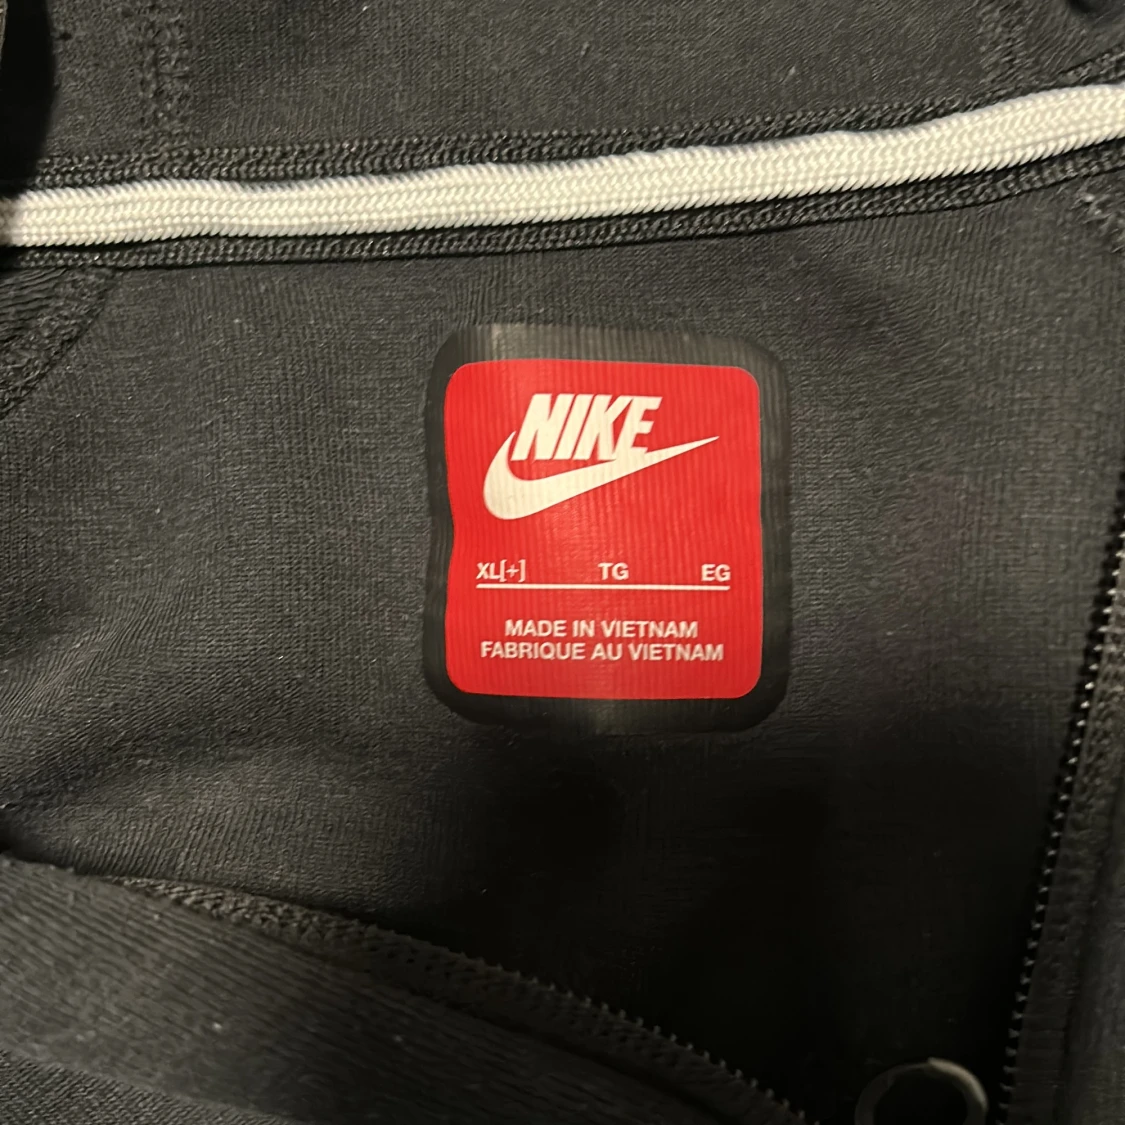 NIKE
XL[+] TG EG
MADE IN VIETNAM
FABRIQUE AU VIETNAM